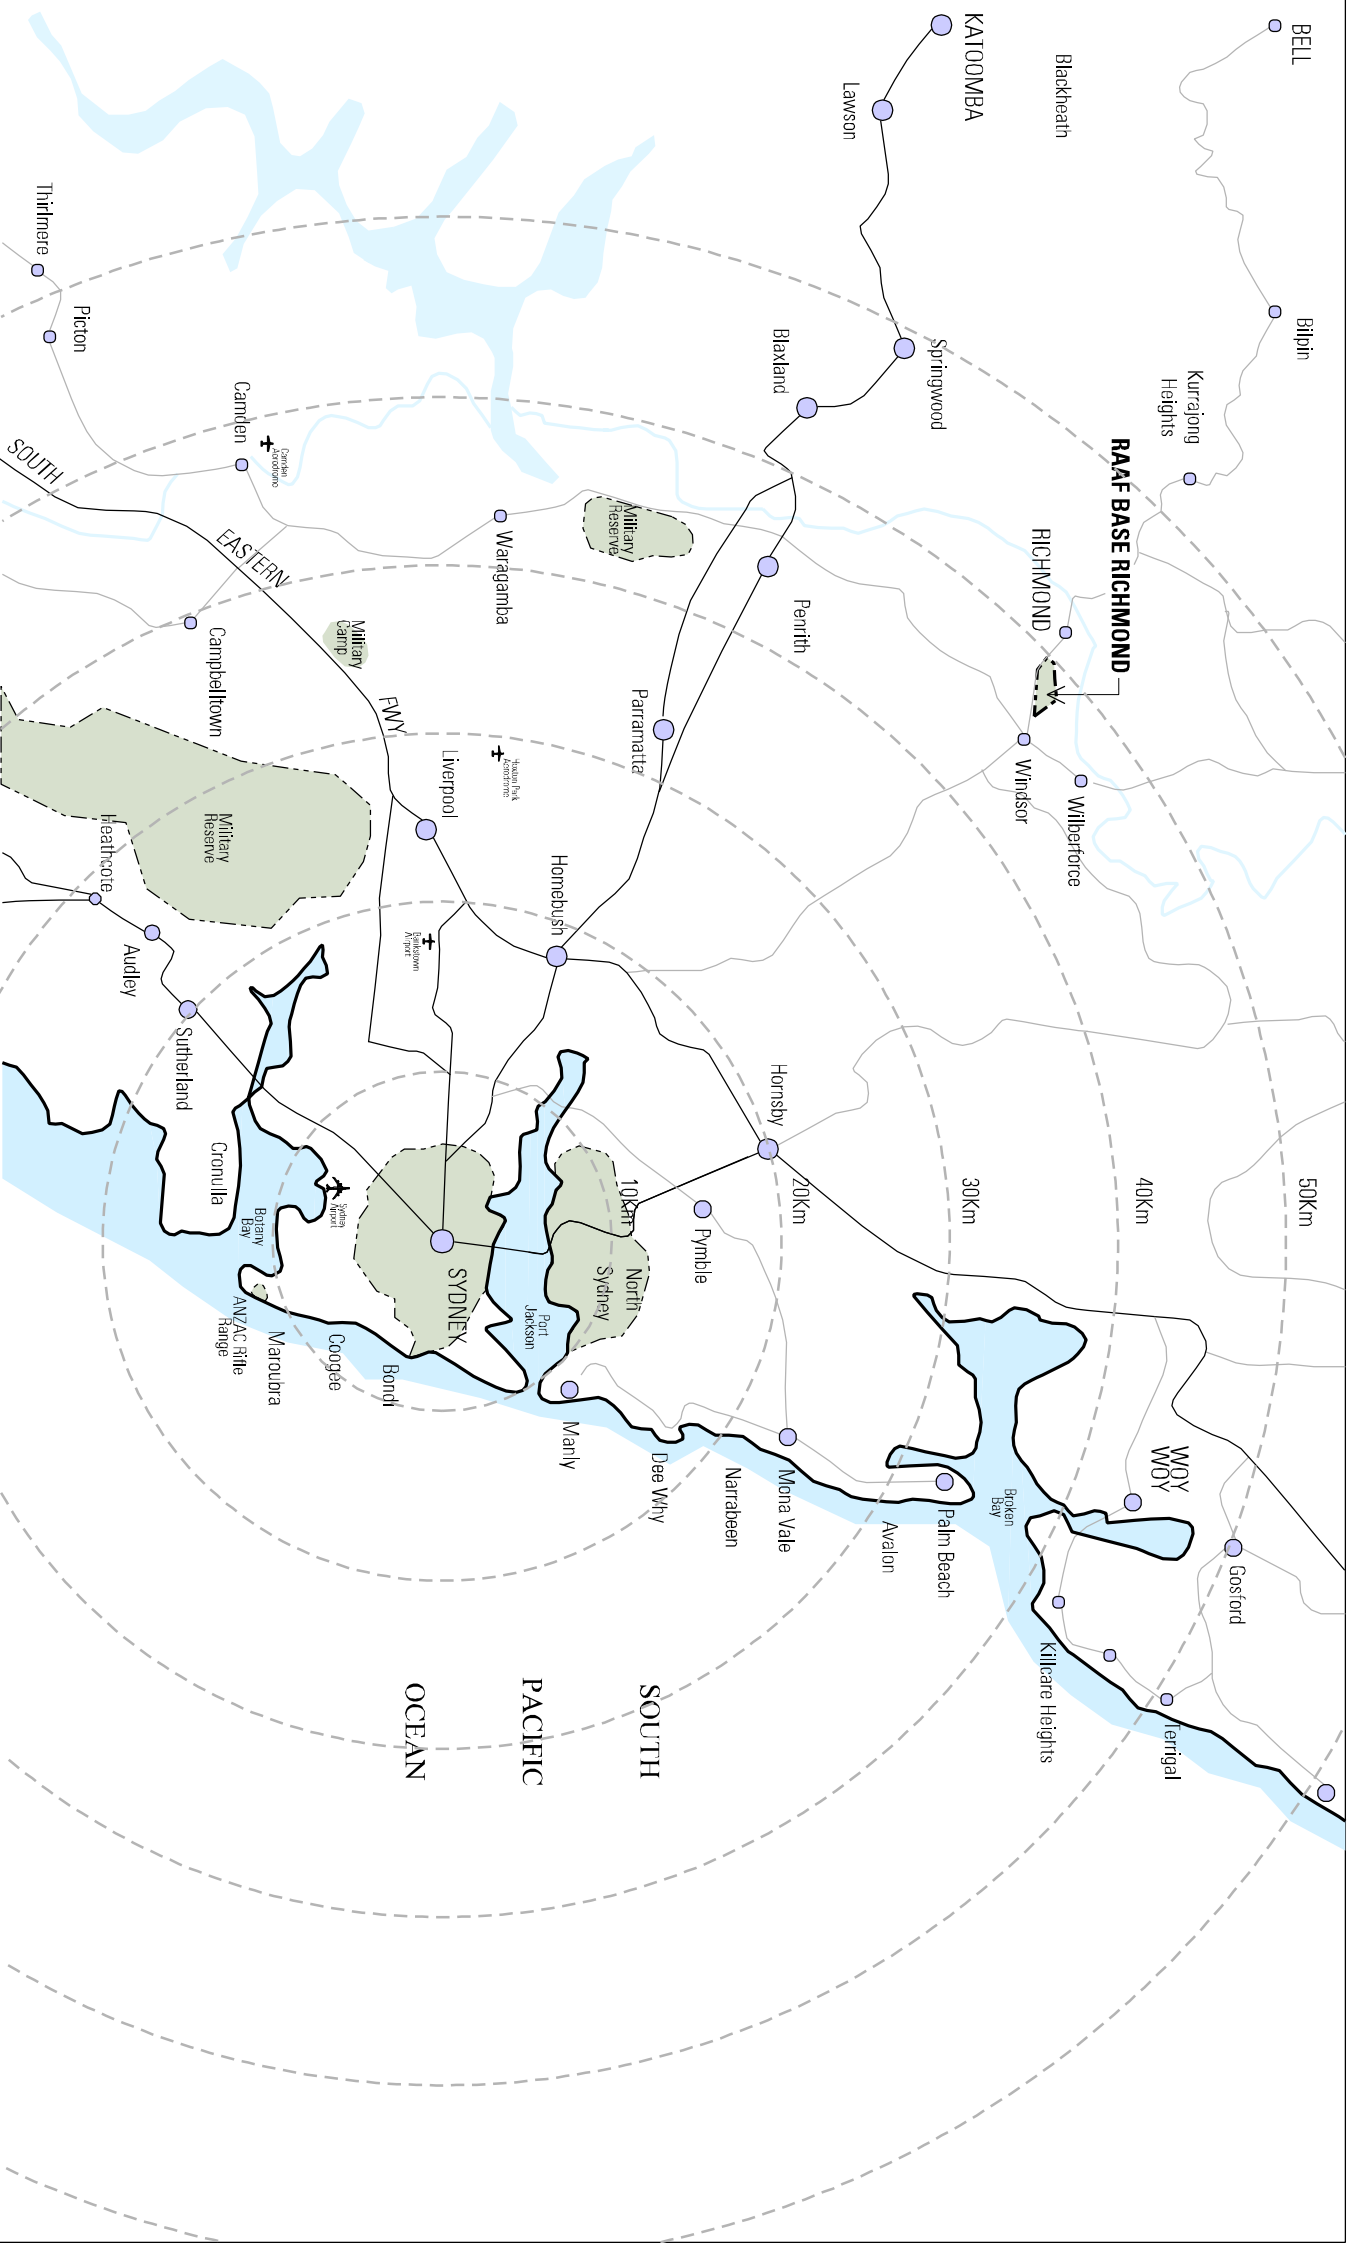 BELL
KATOOMBA
Blackheath
Lawson
Bilpin
Springwood
Blaxland
Kurrajong
Heights
RAAF BASE RICHMOND
RICHMOND
Thirlmere
Picton
Camden
Camden
Aerodrome
SOUTH
EASTERN
FWY
Military
Reserve
Waragamba
Penrith
Military
Camp
Campbelltown
Parramatta
Windsor
Wilberforce
Hoxton Park
Aerodrome
Liverpool
Military
Reserve
Heathcote
Homebush
Bankstown
Airport
Audley
Sutherland
Hornsby
Cronulla
Botany
Bay
Sydney
Airport
10Km
20Km
30Km
40Km
50Km
Pymble
North
Sydney
SYDNEY
Port
Jackson
ANZAC Rifle
Range
Maroubra
Coogee
Bondi
Manly
Dee Why
Narrabeen
Mona Vale
Avalon
Palm Beach
Broken
Bay
WOY
WOY
Gosford
Killcare Heights
Terrigal
SOUTH
PACIFIC
OCEAN